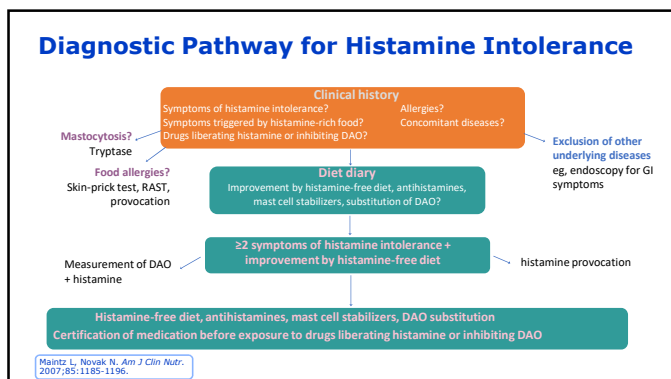 Diagnostic Pathway for Histamine Intolerance
Clinical history
Symptoms of histamine intolerance?
Allergies?
Symptoms triggered by histamine-rich food?
Concomitant diseases?
Drugs liberating histamine or inhibiting DAO?
Mastocytosis?
Tryptase
Food allergies?
Skin-prick test, RAST,
provocation
Exclusion of other
underlying diseases
eg, endoscopy for GI
symptoms
Diet diary
Improvement by histamine-free diet, antihistamines,
mast cell stabilizers, substitution of DAO?
≥2 symptoms of histamine intolerance +
improvement by histamine-free diet
Measurement of DAO
+ histamine
histamine provocation
Histamine-free diet, antihistamines, mast cell stabilizers, DAO substitution
Certification of medication before exposure to drugs liberating histamine or inhibiting DAO
Maintz L, Novak N. Am J Clin Nutr.
2007;85:1185-1196.